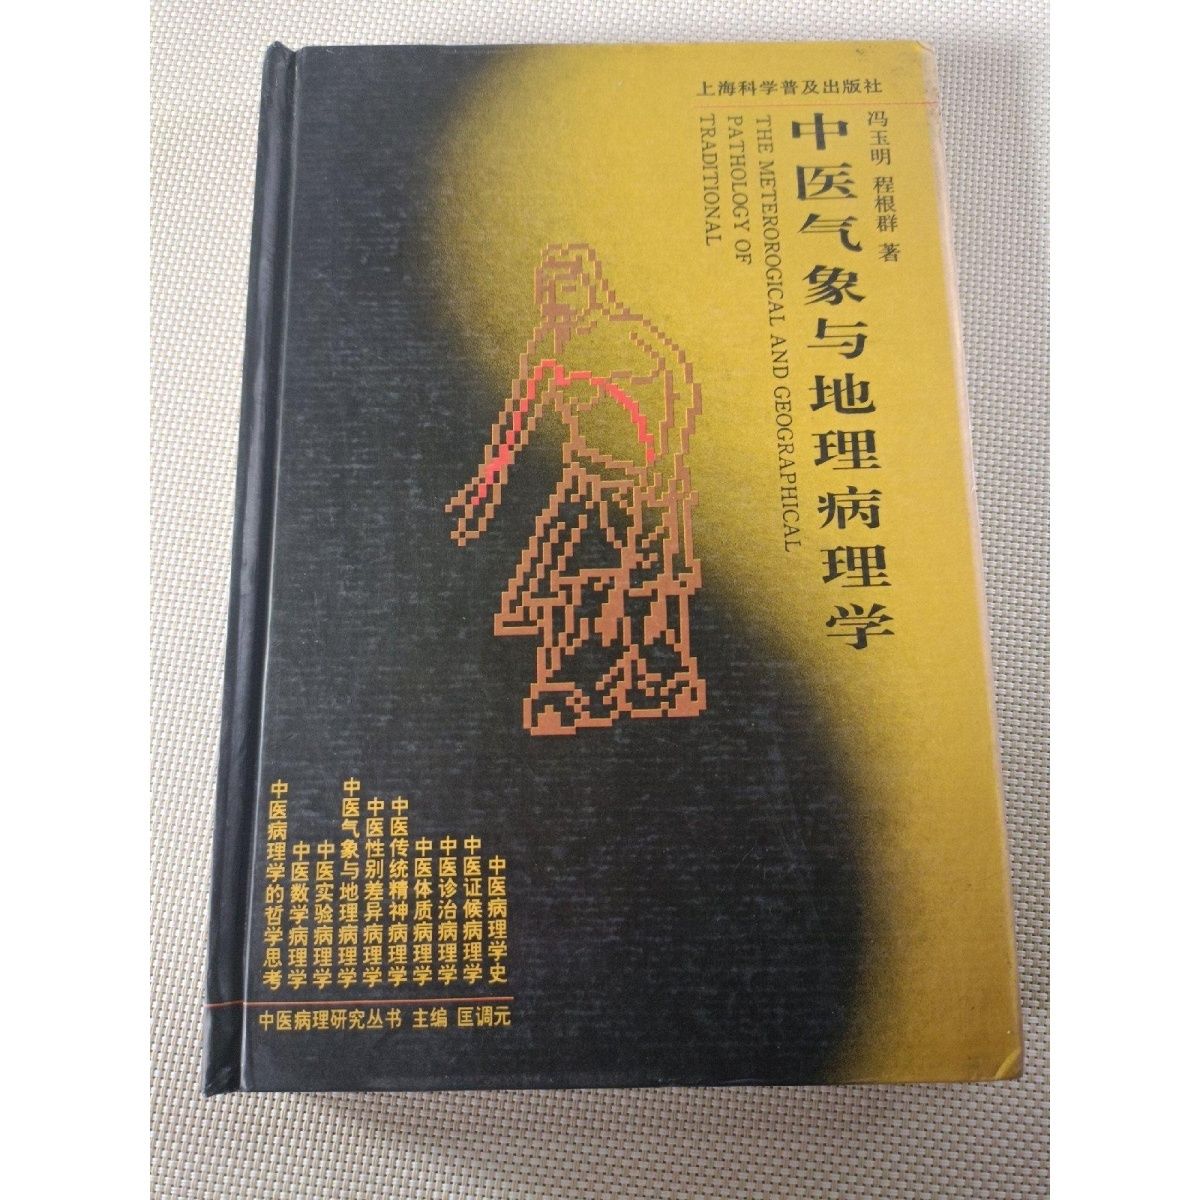 上海科学普及出版社
冯玉明 程根群 著
中医气象与地理病理学
THE METEROROGICAL AND GEOGRAPHICAL
PATHOLOGY OF
TRADITIONAL
中医病理学史
中医证候病理学
中医诊治病理学
中医体质病理学
中医传统精神病理学
中医性别差异病理学
中医气象与地理病理学
中医实验病理学
中医数学病理学
中医病理学的哲学思考
中医病理研究丛书 主编 匡调元